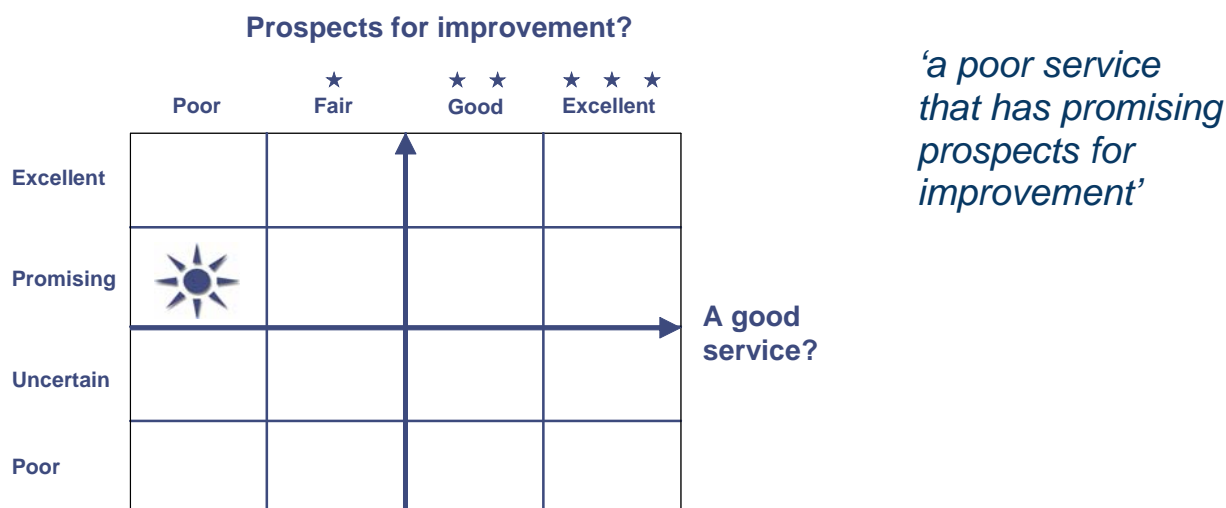 Prospects for improvement?
‘a poor service
that has promising
prospects for
improvement’
★ ★ ★ ★ ★ ★
Poor Fair Good Excellent
Excellent
Promising
A good
service?
Uncertain
Poor